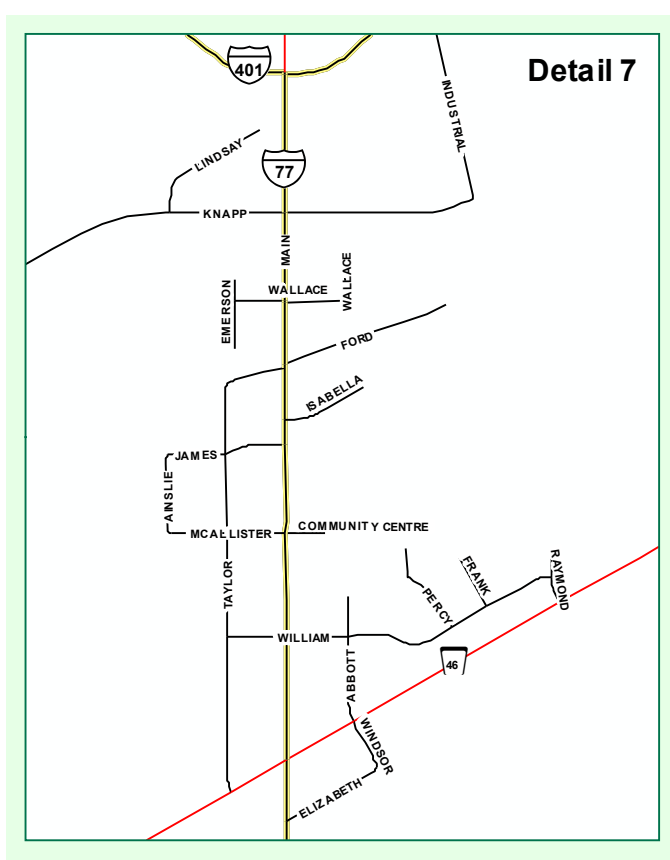 Detail 7
401
INDUSTRIAL
LINDSAY
77
KNAPP
MAIN
WALLACE
WALLACE
EMERSON
FORD
ISABELLA
JAMES
AINSLIE
MCALLISTER
COMMUNITY CENTRE
TAYLOR
PERCY
FRANK
RAYMOND
WILLIAM
46
ABBOTT
WINDSOR
ELIZABETH